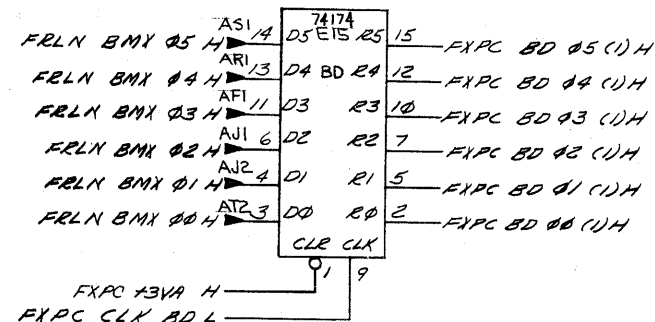 74174
FRLN BMX Ø5 H AS1 14 D5 E15 R5 15 FXPC BD Ø5 (1) H
FRLN BMX Ø4 H AR1 13 D4 BD R4 12 FXPC BD Ø4 (1) H
FRLN BMX Ø3 H AF1 11 D3 R3 1Ø FXPC BD Ø3 (1) H
FRLN BMX Ø2 H AJ1 6 D2 R2 7 FXPC BD Ø2 (1) H
FRLN BMX Ø1 H AJ2 4 D1 R1 5 FXPC BD Ø1 (1) H
FRLN BMX ØØ H AT2 3 DØ RØ 2 FXPC BD ØØ (1) H
CLR CLK
1 9
FXPC +3VA H
FXPC CLK BD L